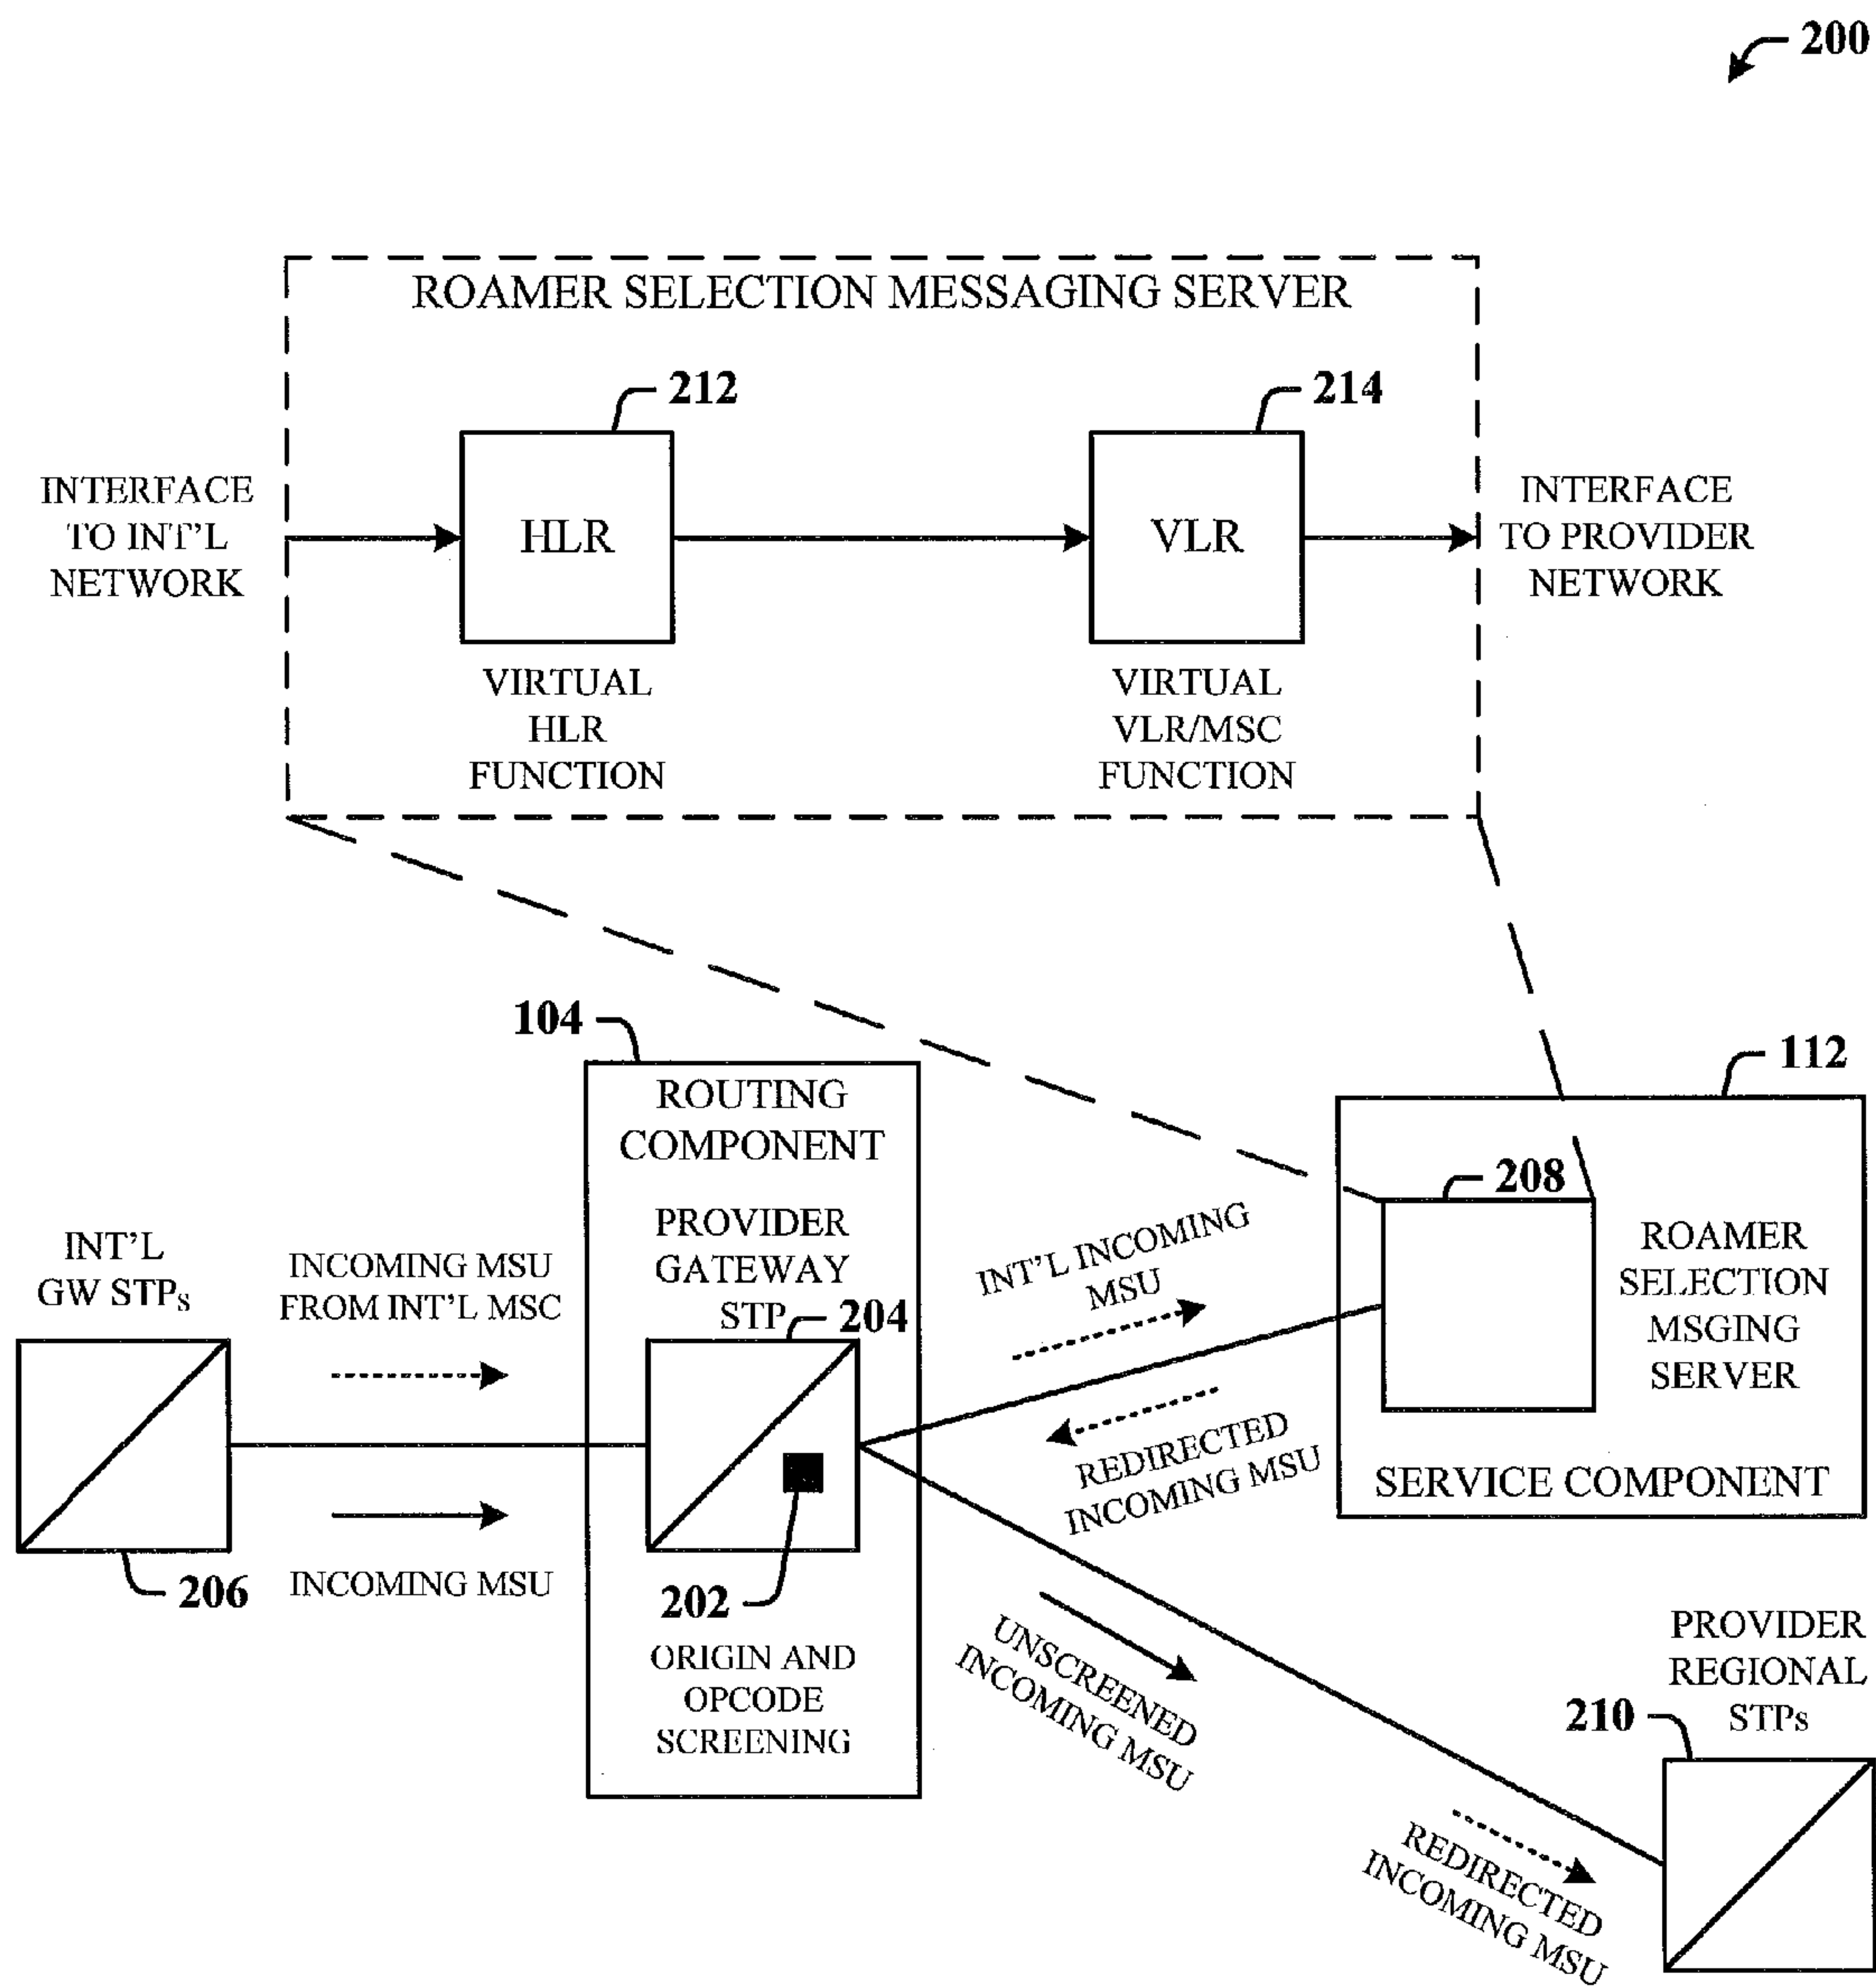 200
ROAMER SELECTION MESSAGING SERVER
212
214
INTERFACE
TO INT'L
NETWORK
HLR
VLR
INTERFACE
TO PROVIDER
NETWORK
VIRTUAL
HLR
FUNCTION
VIRTUAL
VLR/MSC
FUNCTION
104
ROUTING
COMPONENT
112
208
PROVIDER
GATEWAY
STP
204
INT'L
GW STPs
INCOMING MSU
FROM INT'L MSC
INT'L INCOMING
MSU
ROAMER
SELECTION
MSGING
SERVER
REDIRECTED
INCOMING MSU
SERVICE COMPONENT
206
INCOMING MSU
202
ORIGIN AND
OPCODE
SCREENING
UNSCREENED
INCOMING MSU
PROVIDER
REGIONAL
STPs
210
REDIRECTED
INCOMING MSU